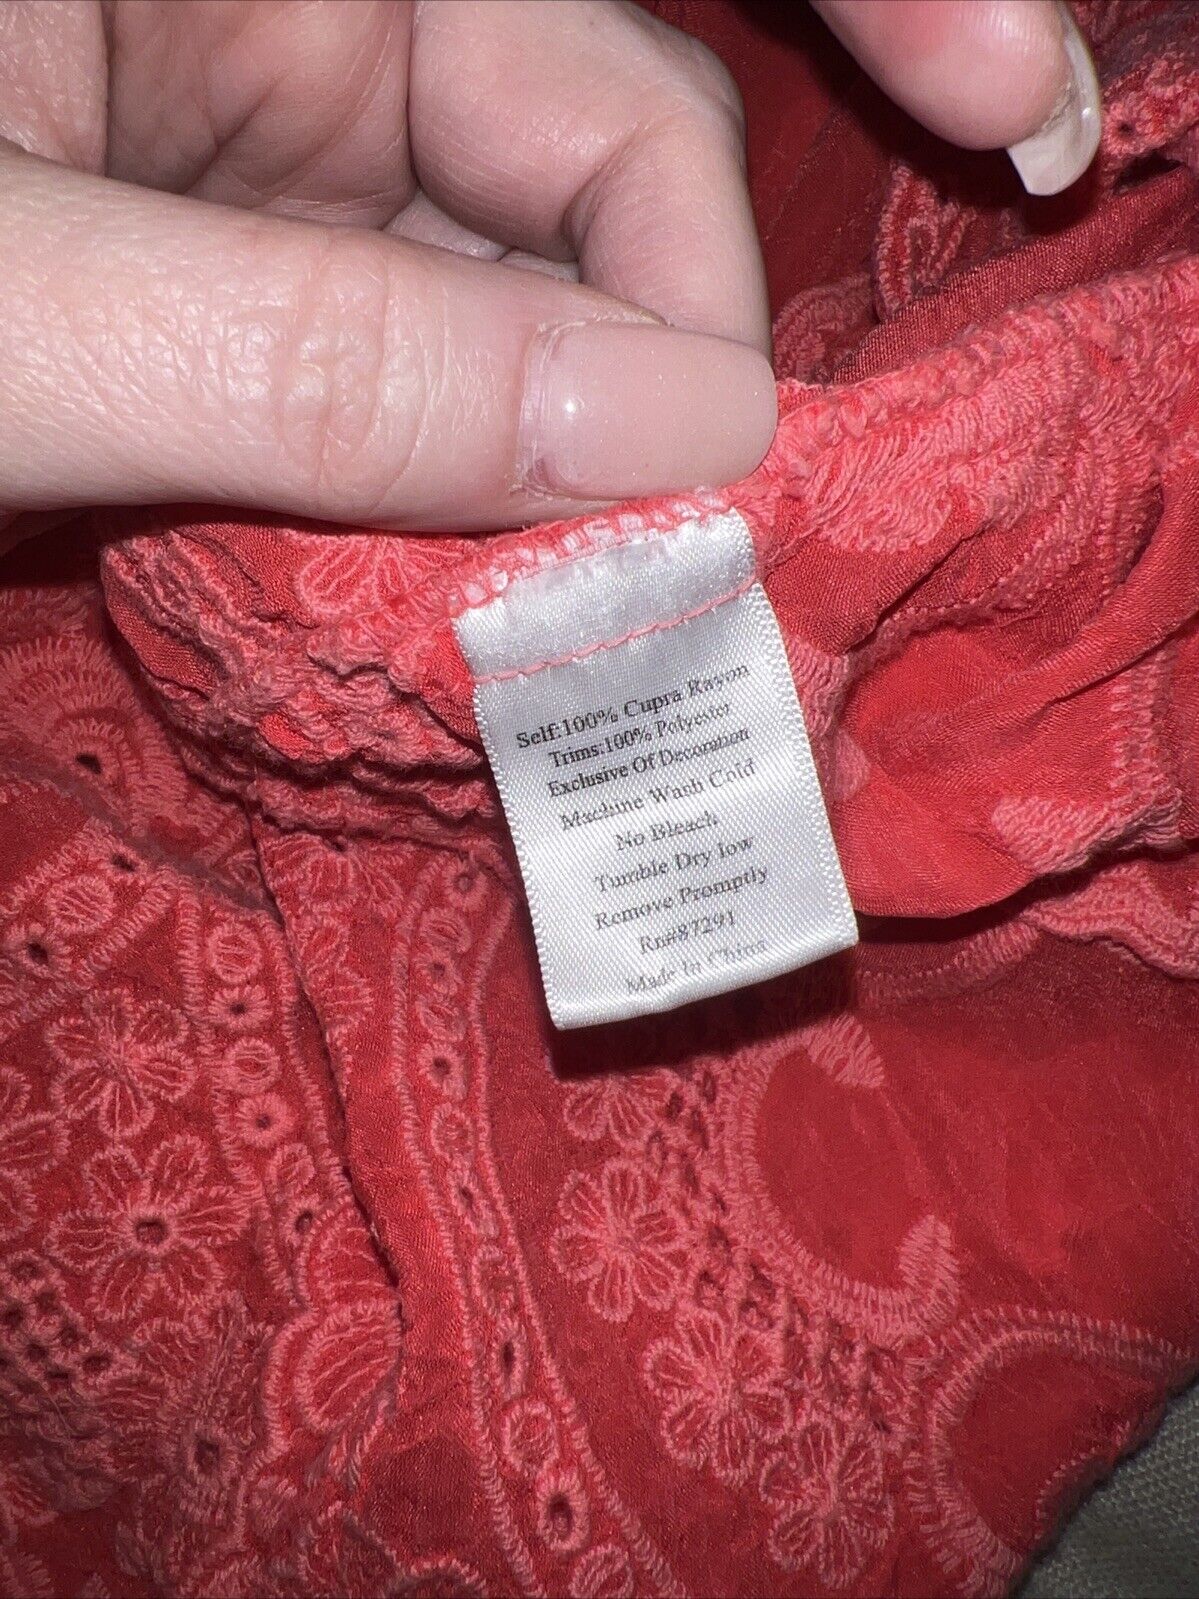 Self:100% Cupra Rayon
Trims:100% Polyester
Exclusive Of Decoration
Machine Wash Cold
No Bleach
Tumble Dry low
Remove Promptly
Rn#87291
Made In China